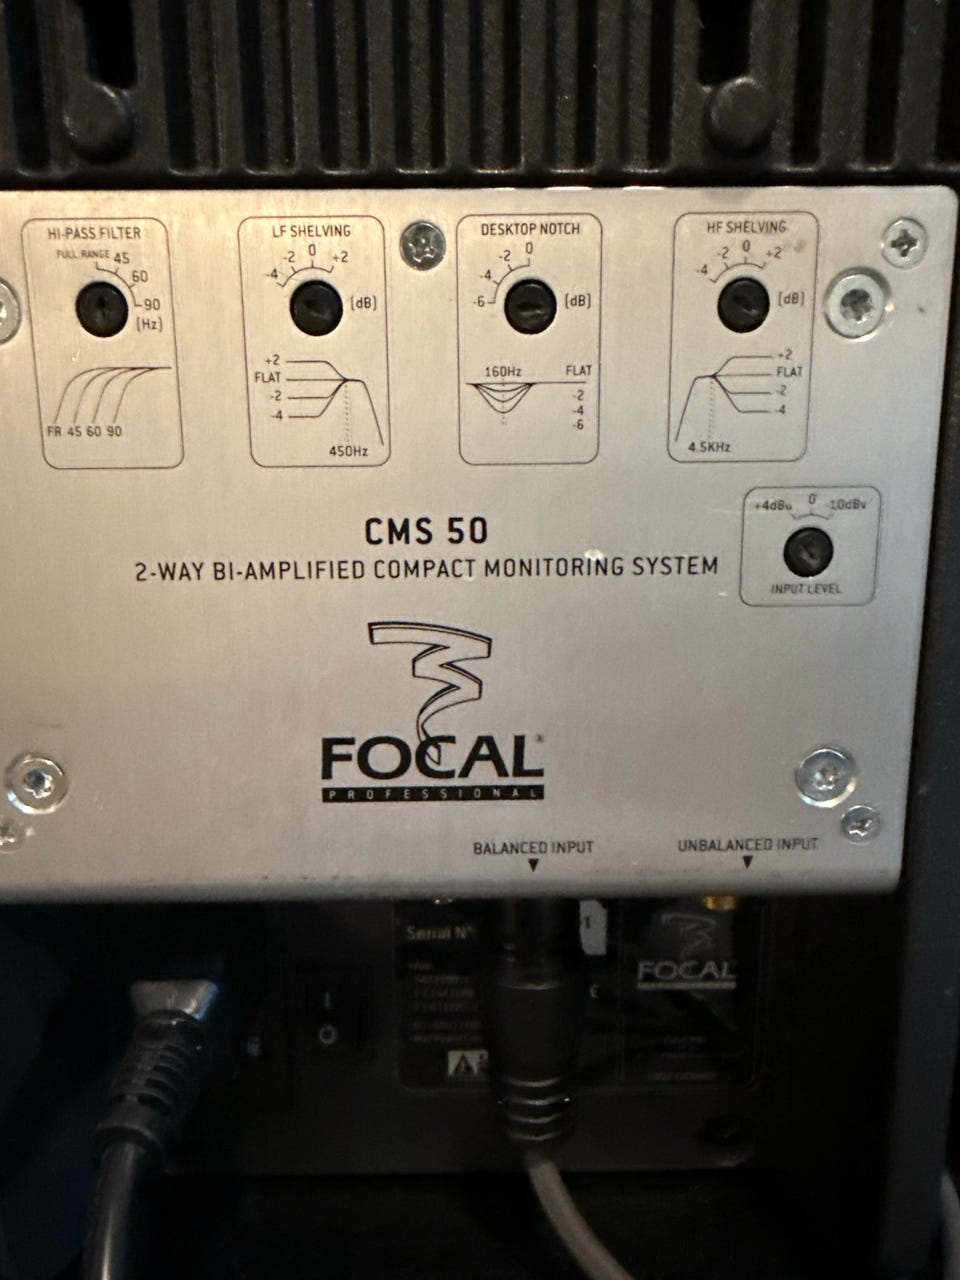 HI-PASS FILTER
FULL RANGE 45
60
90
(Hz)
FR 45 60 90
LF SHELVING
-4 -2 0 +2
(dB)
+2
FLAT
-2
-4
450Hz
DESKTOP NOTCH
-6 -4 -2 0
(dB)
160Hz FLAT
-2
-4
-6
HF SHELVING
-4 -2 0 +2
(dB)
+2
FLAT
-2
-4
4.5KHz
+4dBu 0 -10dBv
INPUT LEVEL
CMS 50
2-WAY BI-AMPLIFIED COMPACT MONITORING SYSTEM
FOCAL®
PROFESSIONAL
BALANCED INPUT
UNBALANCED INPUT
Serial N°
FOCAL
I
O